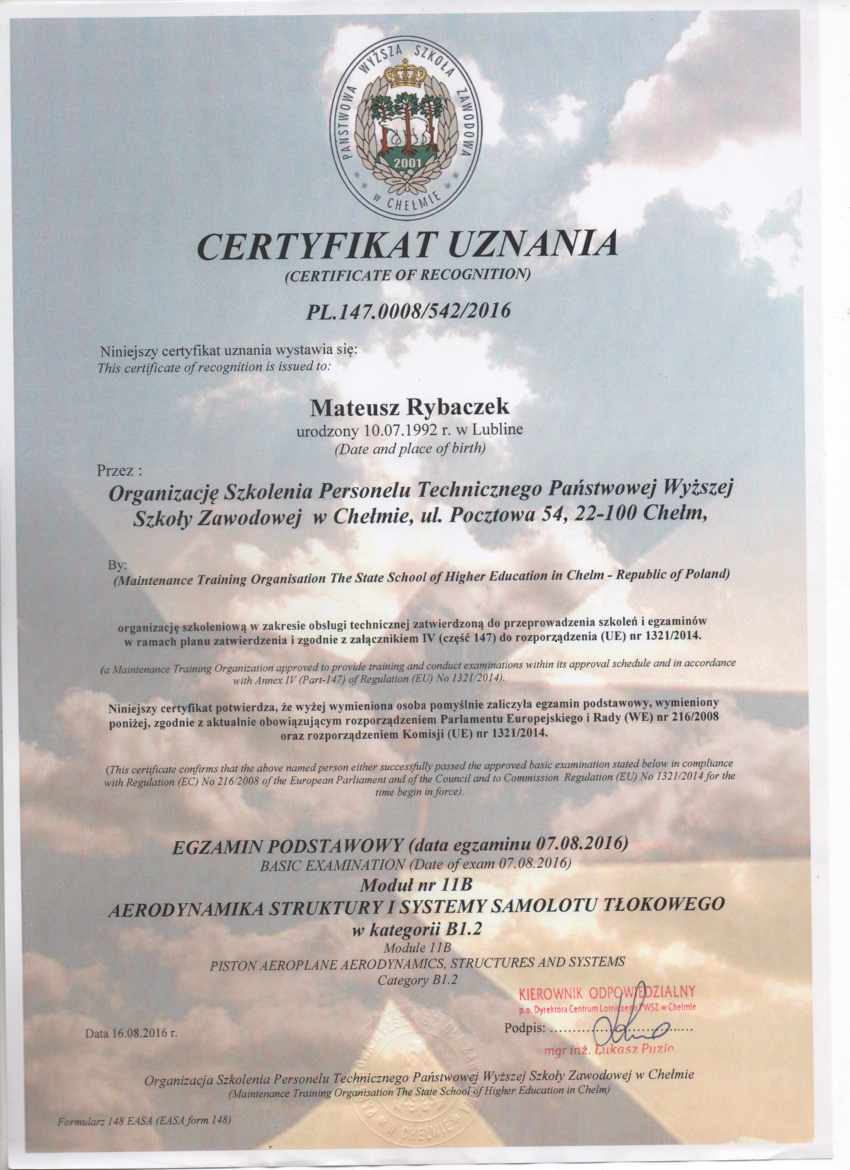 PAŃSTWOWA WYŻSZA SZKOŁA ZAWODOWA
2001
w CHEŁMIE
CERTYFIKAT UZNANIA
(CERTIFICATE OF RECOGNITION)
PL.147.0008/542/2016
Niniejszy certyfikat uznania wystawia się:
This certificate of recognition is issued to:
Mateusz Rybaczek
urodzony 10.07.1992 r. w Lubline
(Date and place of birth)
Przez :
Organizację Szkolenia Personelu Technicznego Państwowej Wyższej
Szkoły Zawodowej w Chełmie, ul. Pocztowa 54, 22-100 Chełm,
By:
(Maintenance Training Organisation The State School of Higher Education in Chelm - Republic of Poland)
organizację szkoleniową w zakresie obsługi technicznej zatwierdzoną do przeprowadzenia szkoleń i egzaminów
w ramach planu zatwierdzenia i zgodnie z załącznikiem IV (część 147) do rozporządzenia (UE) nr 1321/2014.
(a Maintenance Training Organization approved to provide training and conduct examinations within its approval schedule and in accordance
with Annex IV (Part-147) of Regulation (EU) No 1321/2014).
Niniejszy certyfikat potwierdza, że wyżej wymieniona osoba pomyślnie zaliczyła egzamin podstawowy, wymieniony
poniżej, zgodnie z aktualnie obowiązującym rozporządzeniem Parlamentu Europejskiego i Rady (WE) nr 216/2008
oraz rozporządzeniem Komisji (UE) nr 1321/2014.
(This certificate confirms that the above named person either successfully passed the approved basic examination stated below in compliance
with Regulation (EC) No 216/2008 of the European Parliament and of the Council and to Commission Regulation (EU) No 1321/2014 for the
time begin in force).
EGZAMIN PODSTAWOWY (data egzaminu 07.08.2016)
BASIC EXAMINATION (Date of exam 07.08.2016)
Moduł nr 11B
AERODYNAMIKA STRUKTURY I SYSTEMY SAMOLOTU TŁOKOWEGO
w kategorii B1.2
Module 11B
PISTON AEROPLANE AERODYNAMICS, STRUCTURES AND SYSTEMS
Category B1.2
KIEROWNIK ODPOWIEDZIALNY
p.o. Dyrektora Centrum Lotniczego PWSZ w Chełmie
Data 16.08.2016 r.
Podpis:
mgr inż. Łukasz Puzio
Organizacja Szkolenia Personelu Technicznego Państwowej Wyższej Szkoły Zawodowej w Chełmie
(Maintenance Training Organisation The State School of Higher Education in Chelm)
Formularz 148 EASA (EASA form 148)